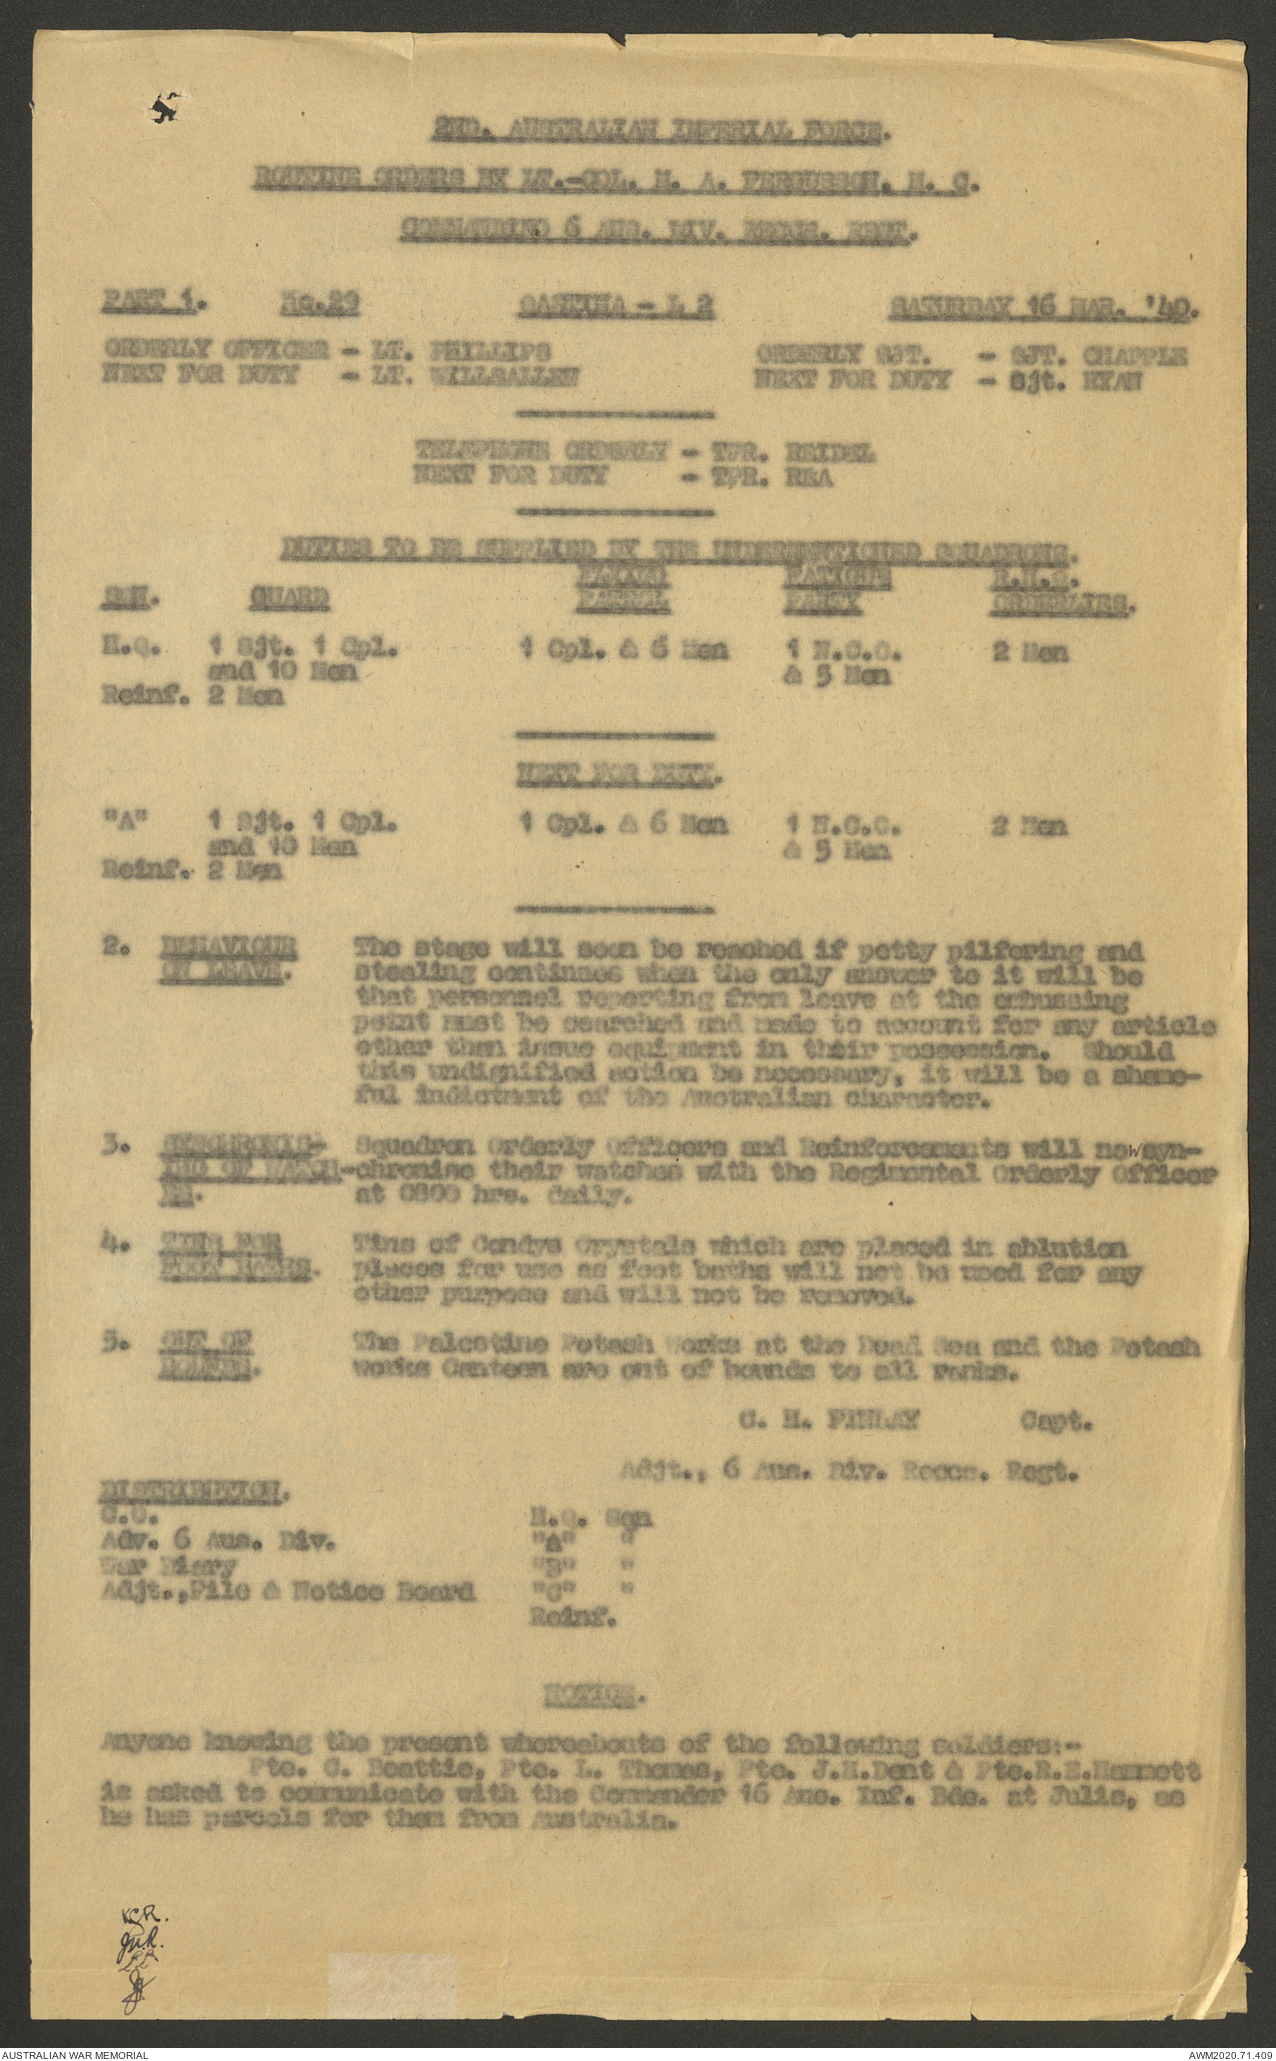 2ND. AUSTRALIAN IMPERIAL FORCE.
ROUTINE ORDERS BY LT.-COL. M. A. FERGUSSON. M. C.
COMMANDING 6 AUS. DIV. RECCE. REGT.
PART 1. No.29 GASTINA - L 2 SATURDAY 16 MAR. '40.
ORDERLY OFFICER - LT. PHILLIPS ORDERLY SJT. - SJT. CHAPPLE
NEXT FOR DUTY - LT. WILLSALLEN NEXT FOR DUTY - Sjt. RYAN
TELEPHONE ORDERLY - TPR. REIDEL
NEXT FOR DUTY - TPR. REA
DUTIES TO BE SUPPLIED BY THE UNDERMENTIONED SQUADRONS.
SQN. GUARD PATROL FATIGUE PARTY R.H.Q. ORDERLIES.
H.Q. 1 Sjt. 1 Cpl. 1 Cpl. & 6 Men 1 N.C.O. 2 Men
and 10 Men & 5 Men
Reinf. 2 Men
NEXT FOR DUTY.
"A" 1 Sjt. 1 Cpl. 1 Cpl. & 6 Men 1 N.C.O. 2 Men
and 10 Men & 5 Men
Reinf. 2 Men
2. BEHAVIOUR The stage will soon be reached if petty pilfering and
ON LEAVE. stealing continues when the only answer to it will be
that personnel reporting from leave at the embussing
point must be searched and made to account for any article
other than issue equipment in their possession. Should
this undignified action be necessary, it will be a shame-
ful indictment of the Australian character.
3. SYNCHRONIS- Squadron Orderly Officers and Reinforcements will now syn-
ING OF WATCH-chronise their watches with the Regimental Orderly Officer
ES. at 0800 hrs. daily.
4. TINS FOR Tins of Condys Crystals which are placed in ablution
FOOT BATHS. places for use as foot baths will not be used for any
other purpose and will not be removed.
5. OUT OF The Palestine Potash Works at the Dead Sea and the Potash
BOUNDS. works Canteen are out of bounds to all ranks.
C. H. FINLAY Capt.
Adjt., 6 Aus. Div. Recce. Regt.
DISTRIBUTION.
C.O. H.Q. Sqn
Adv. 6 Aus. Div. "A" "
War Diary "B" "
Adjt.,File & Notice Board "C" "
Reinf.
NOTICE.
Anyone knowing the present whereabouts of the following soldiers:-
Pte. C. Beattie, Pte. L. Thomas, Pte. J.H.Dent & Pte.R.E.Hammett
is asked to communicate with the Commander 16 Aus. Inf. Bde. at Julis, as
he has parcels for them from Australia.
AUSTRALIAN WAR MEMORIAL AWM2020.71.409